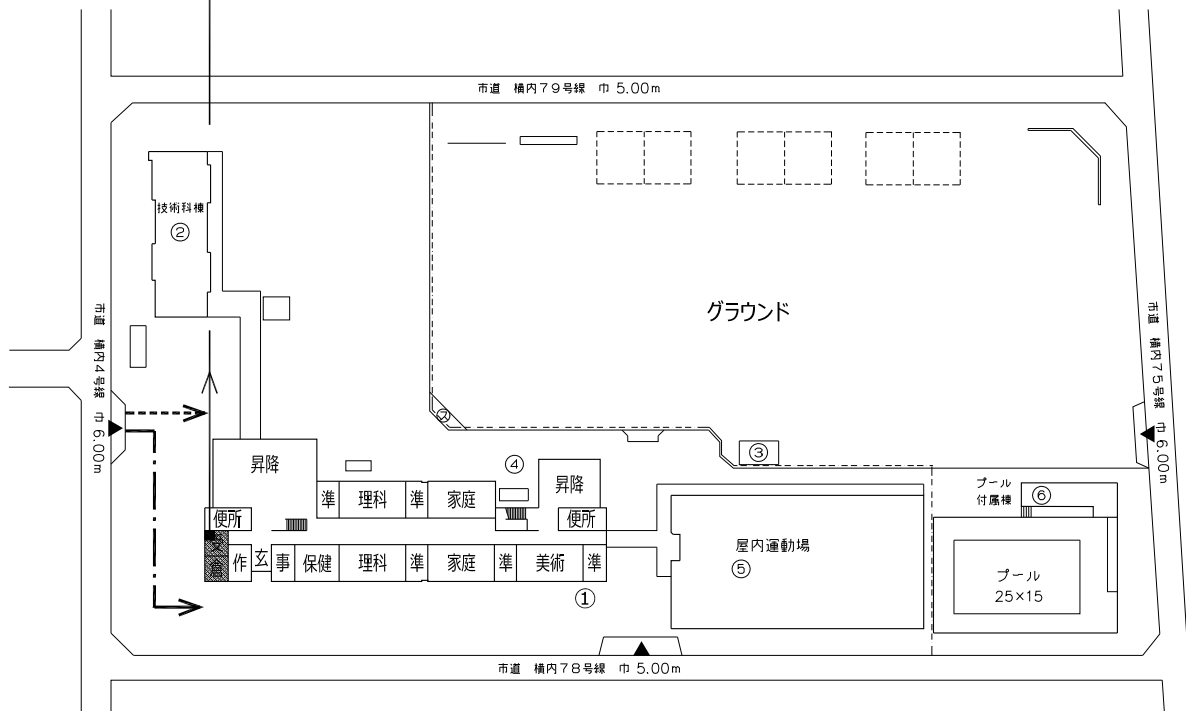 市道 横内79号線 巾 5.00m
技術科棟
②
グラウンド
市道 横内4号線 巾 6.00m
市道 横内75号線 巾 6.00m
③
昇降
④
昇降
準
理科
準
家庭
プール
付属棟
⑥
便所
便所
倉
作
玄
事
保健
理科
準
家庭
準
美術
準
屋内運動場
⑤
プール
25×15
①
市道 横内78号線 巾 5.00m